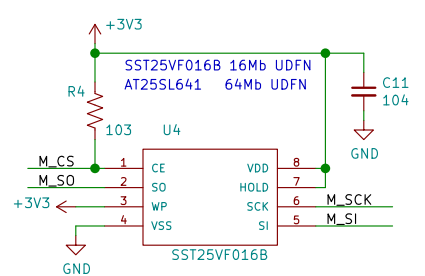 +3V3
SST25VF016B 16Mb UDFN
AT25SL641 64Mb UDFN
R4
103
C11
104
GND
U4
M_CS 1 CE VDD 8
M_SO 2 SO HOLD 7
+3V3 3 WP SCK 6 M_SCK
4 VSS SI 5 M_SI
SST25VF016B
GND